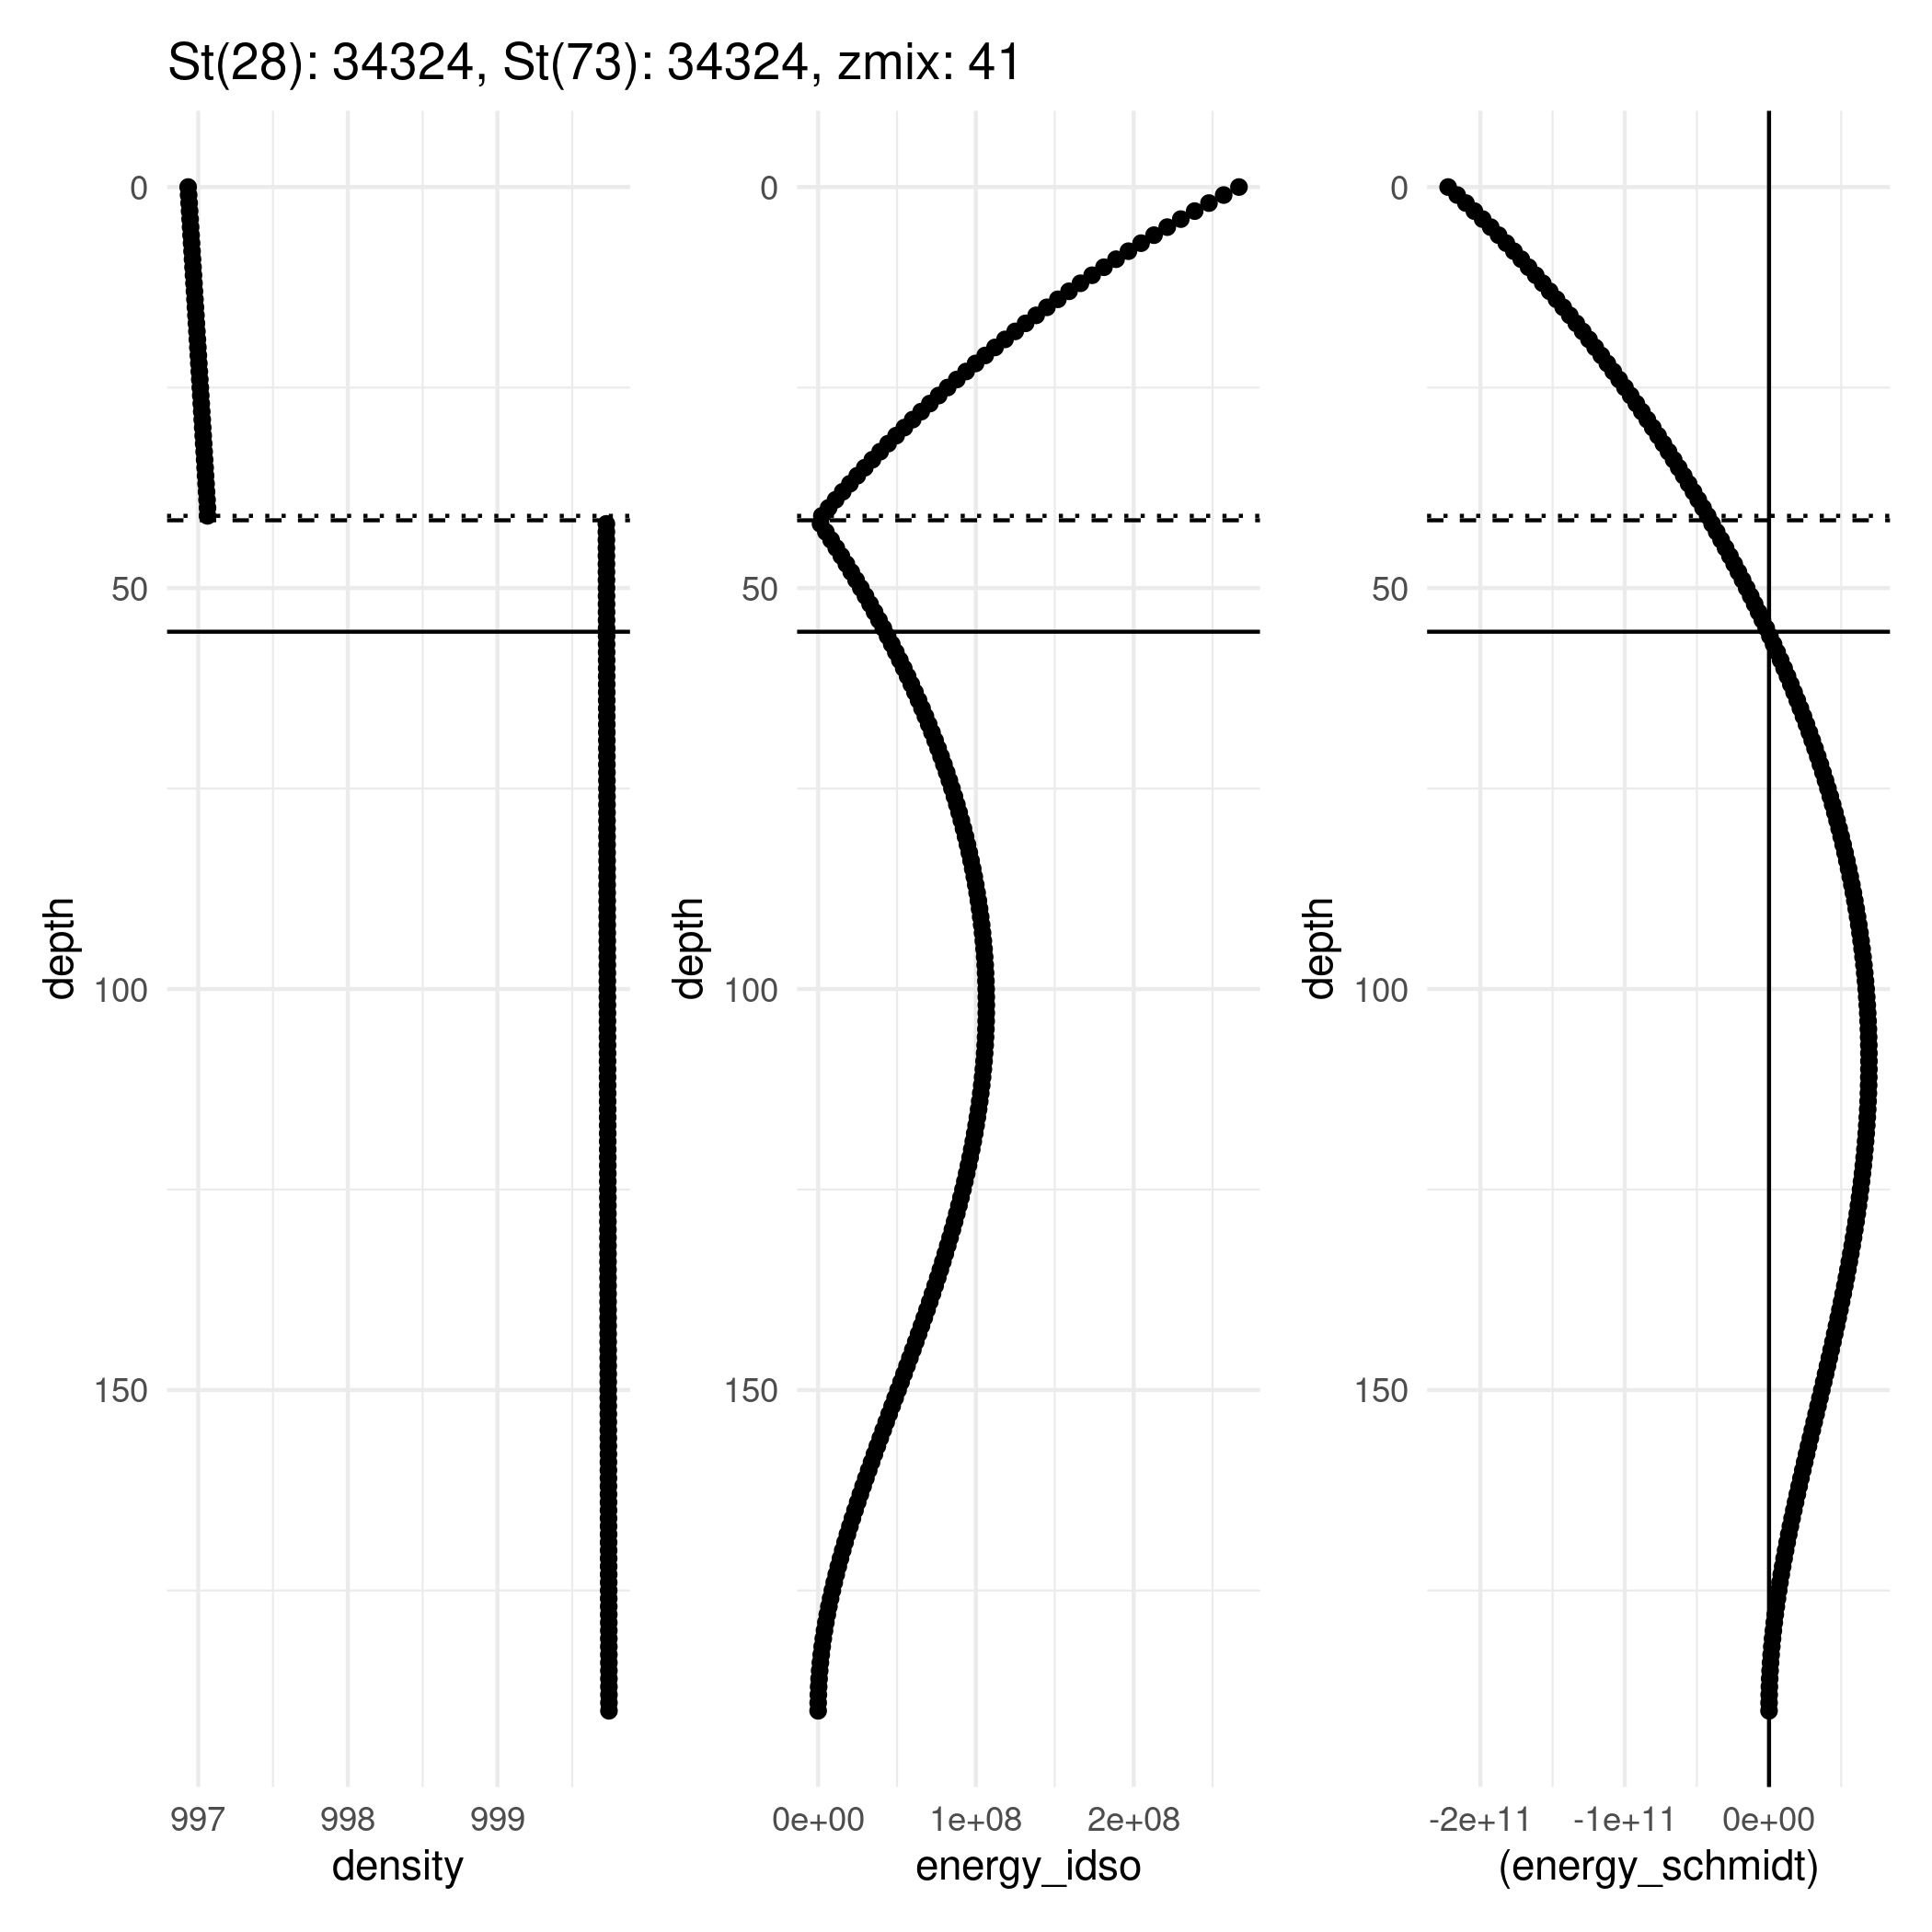 St(28): 34324, St(73): 34324, zmix: 41
0
50
100
150
depth
997 998 999
density
0
50
100
150
depth
0e+00 1e+08 2e+08
energy_idso
0
50
100
150
depth
-2e+11 -1e+11 0e+00
(energy_schmidt)